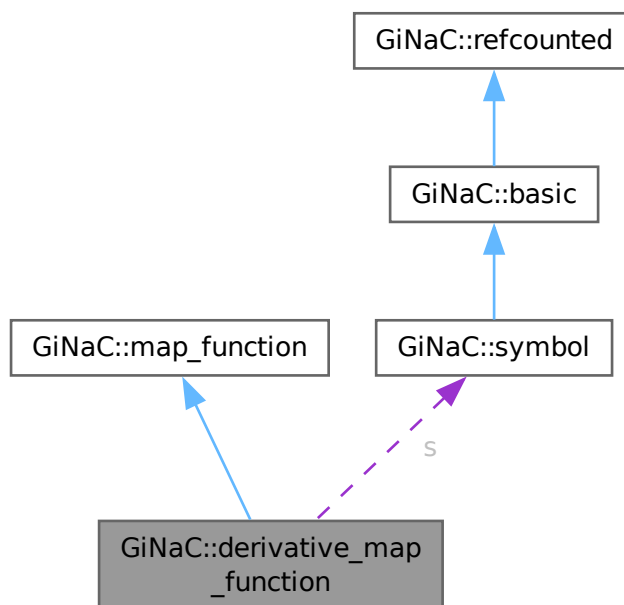 GiNaC::refcounted
GiNaC::basic
GiNaC::map_function
GiNaC::symbol
s
GiNaC::derivative_map
_function